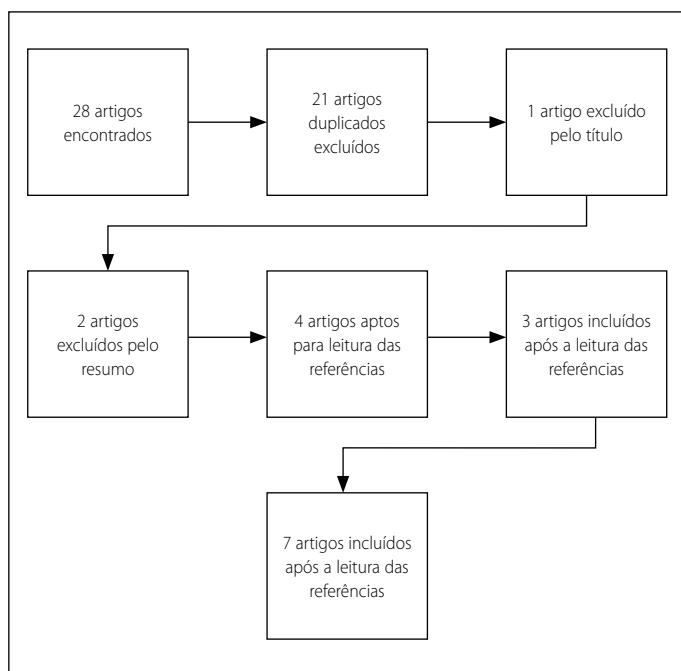 28 artigos
encontrados
21 artigos
duplicados
excluídos
1 artigo excluído
pelo título
2 artigos
excluídos pelo
resumo
4 artigos aptos
para leitura das
referências
3 artigos incluídos
após a leitura das
referências
7 artigos incluídos
após a leitura das
referências